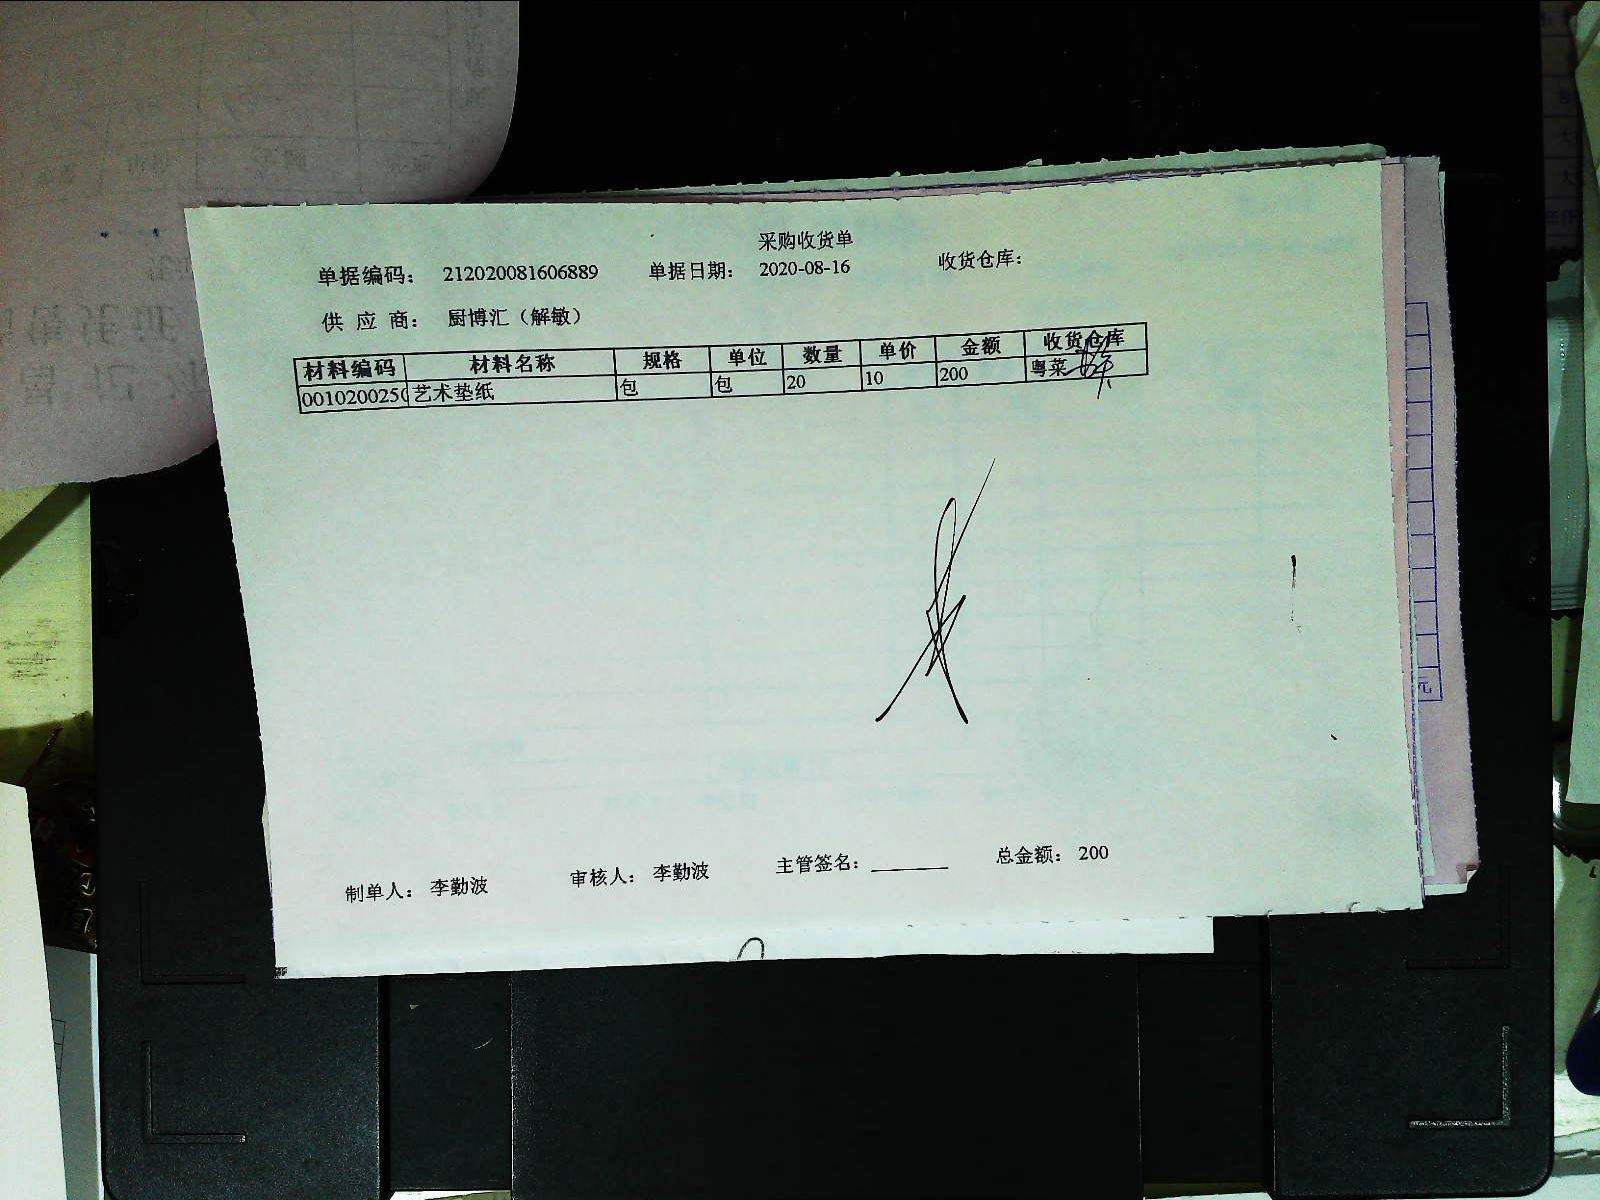 采购收货单
单据编码： 212020081606889 单据日期： 2020-08-16 收货仓库：
供 应 商： 厨博汇（解敏）
材料编码 材料名称 规格 单位 数量 单价 金额 收货仓库
001020025 艺术垫纸 包 包 20 10 200 粤菜
制单人： 李勤波 审核人： 李勤波 主管签名： 总金额： 200